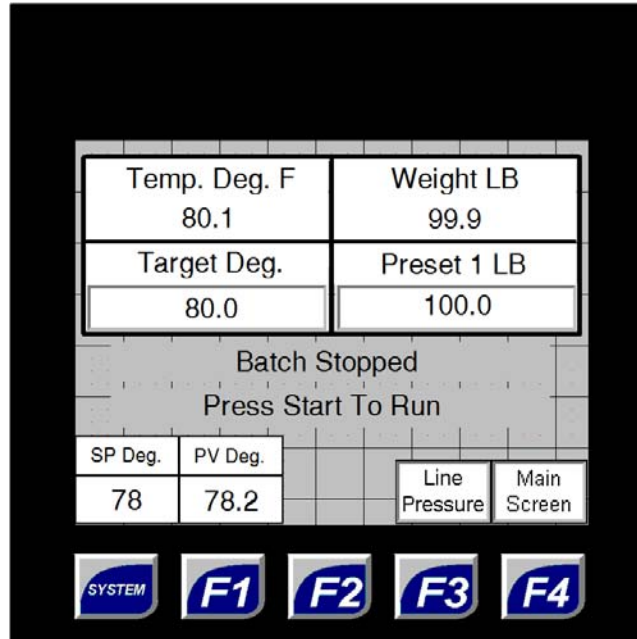 Temp. Deg. F
Weight LB
80.1
99.9
Target Deg.
Preset 1 LB
80.0
100.0
Batch Stopped
Press Start To Run
SP Deg.
PV Deg.
78
78.2
Line
Pressure
Main
Screen
SYSTEM
F1
F2
F3
F4